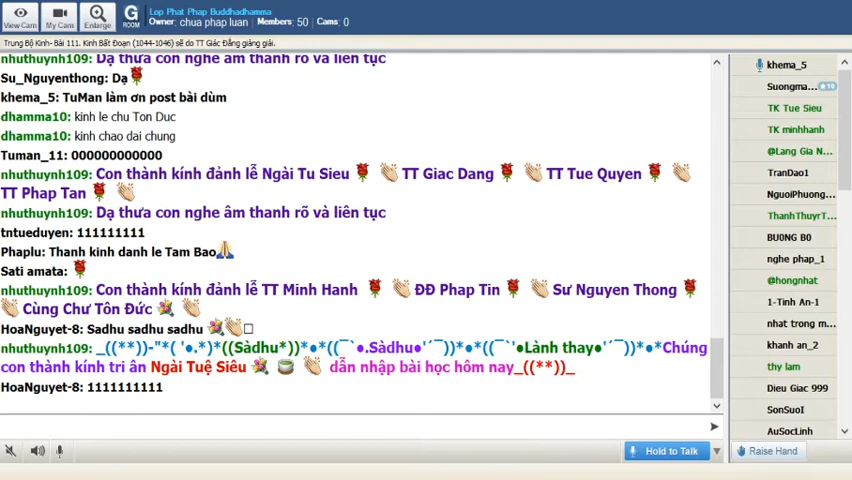 View Cam
My Cam
Enlarge
G
ROOM
Lop Phat Phap Buddhadhamma
Owner: chua phap luan Members: 50 Cams: 0
Trung Bộ Kinh- Bài 111. Kinh Bất Đoạn (1044-1046) sẽ do TT Giác Đẳng giảng giải.
nhuthuynh109: Dạ thưa con nghe âm thanh rõ và liên tục
Su_Nguyenthong: Dạ🌹
khema_5: TuMan làm ơn post bài dùm
dhamma10: kinh le chu Ton Duc
dhamma10: kinh chao dai chung
Tuman_11: 000000000000
nhuthuynh109: Con thành kính đảnh lễ Ngài Tu Sieu 🌹 👏 TT Giac Dang 🌹 👏 TT Tue Quyen 🌹 👏
TT Phap Tan 🌹 👏
nhuthuynh109: Dạ thưa con nghe âm thanh rõ và liên tục
tntueduyen: 111111111
Phaplu: Thanh kinh danh le Tam Bao🙏
Sati amata: 🌹
nhuthuynh109: Con thành kính đảnh lễ TT Minh Hanh 🌹 👏 ĐĐ Phap Tin 🌹 👏 Sư Nguyen Thong 🌹
👏 Cùng Chư Tôn Đức 💐 👏
HoaNguyet-8: Sadhu sadhu sadhu 💐👏□
nhuthuynh109: _((**))-"*( '●.*)*((Sàdhu*))*●*((¯`●.Sàdhu●'´¯))*●*((¯`'●Lành thay●'´¯))*●*Chúng
con thành kính tri ân Ngài Tuệ Siêu 💐 🍵 👏 dẫn nhập bài học hôm nay_((**))_
HoaNguyet-8: 1111111111
Hold to Talk
khema_5
Suongma... ★10
TK Tue Sieu
TK minhhanh
@Lang Gia N...
TranDao1
NguoiPhuong...
ThanhThuyrT...
BU0NG B0
nghe phap_1
@hongnhat
1-Tinh An-1
nhat trong m...
khanh an_2
thy lam
Dieu Giac 999
SonSuoI
AuSocLinh
Raise Hand